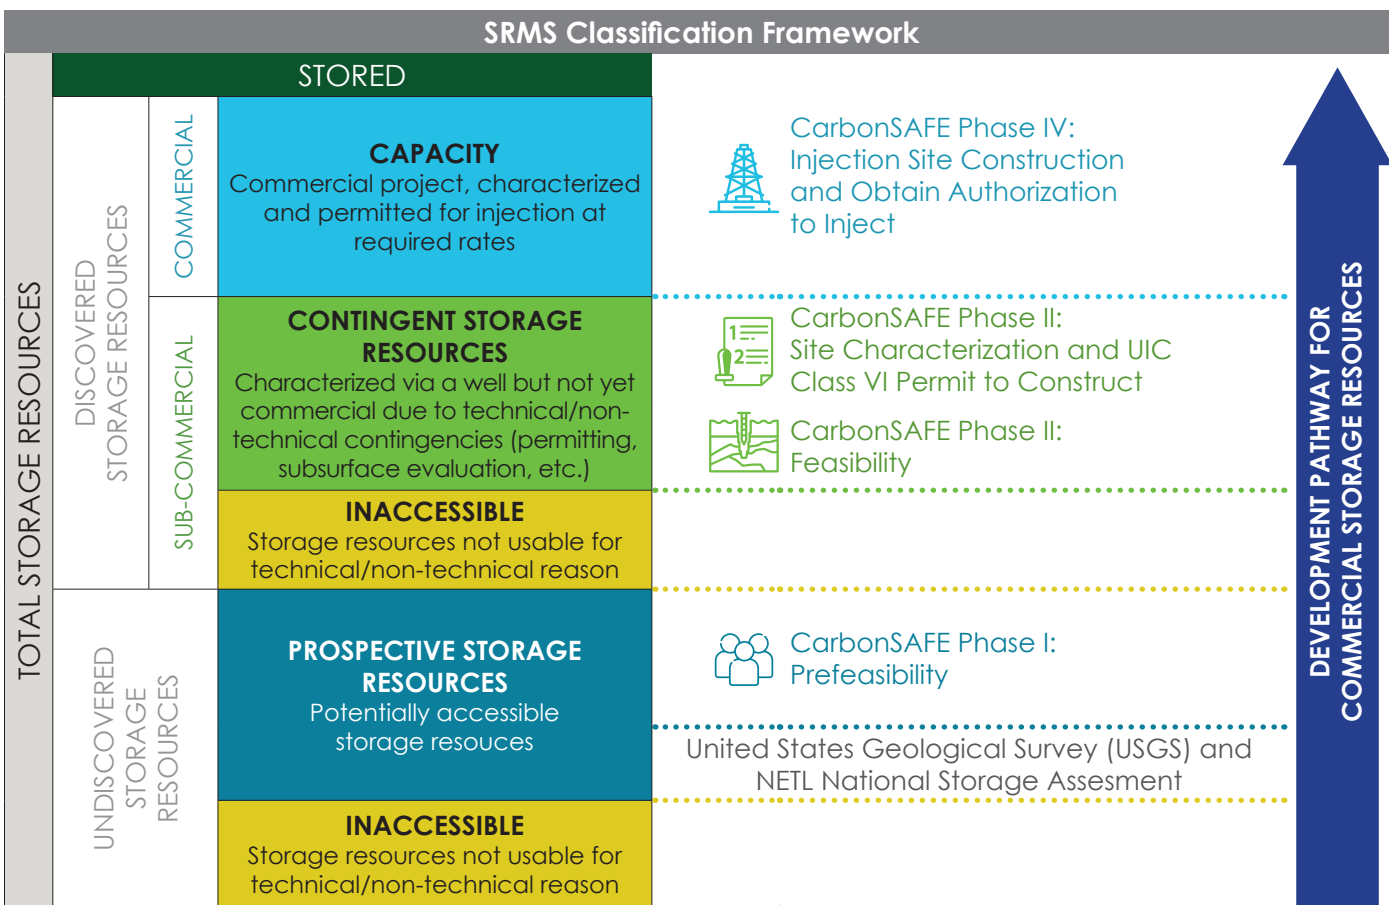 SRMS Classification Framework
TOTAL STORAGE RESOURCES
DISCOVERED
STORAGE RESOURCES
UNDISCOVERED
STORAGE
RESOURCES
COMMERCIAL
SUB-COMMERCIAL
STORED
CAPACITY
Commercial project, characterized
and permitted for injection at
required rates
CONTINGENT STORAGE
RESOURCES
Characterized via a well but not yet
commercial due to technical/non-
technical contingencies (permitting,
subsurface evaluation, etc.)
INACCESSIBLE
Storage resources not usable for
technical/non-technical reason
PROSPECTIVE STORAGE
RESOURCES
Potentially accessible
storage resouces
INACCESSIBLE
Storage resources not usable for
technical/non-technical reason
CarbonSAFE Phase IV:
Injection Site Construction
and Obtain Authorization
to Inject
1
2
CarbonSAFE Phase II:
Site Characterization and UIC
Class VI Permit to Construct
CarbonSAFE Phase II:
Feasibility
CarbonSAFE Phase I:
Prefeasibility
United States Geological Survey (USGS) and
NETL National Storage Assesment
DEVELOPMENT PATHWAY FOR
COMMERCIAL STORAGE RESOURCES